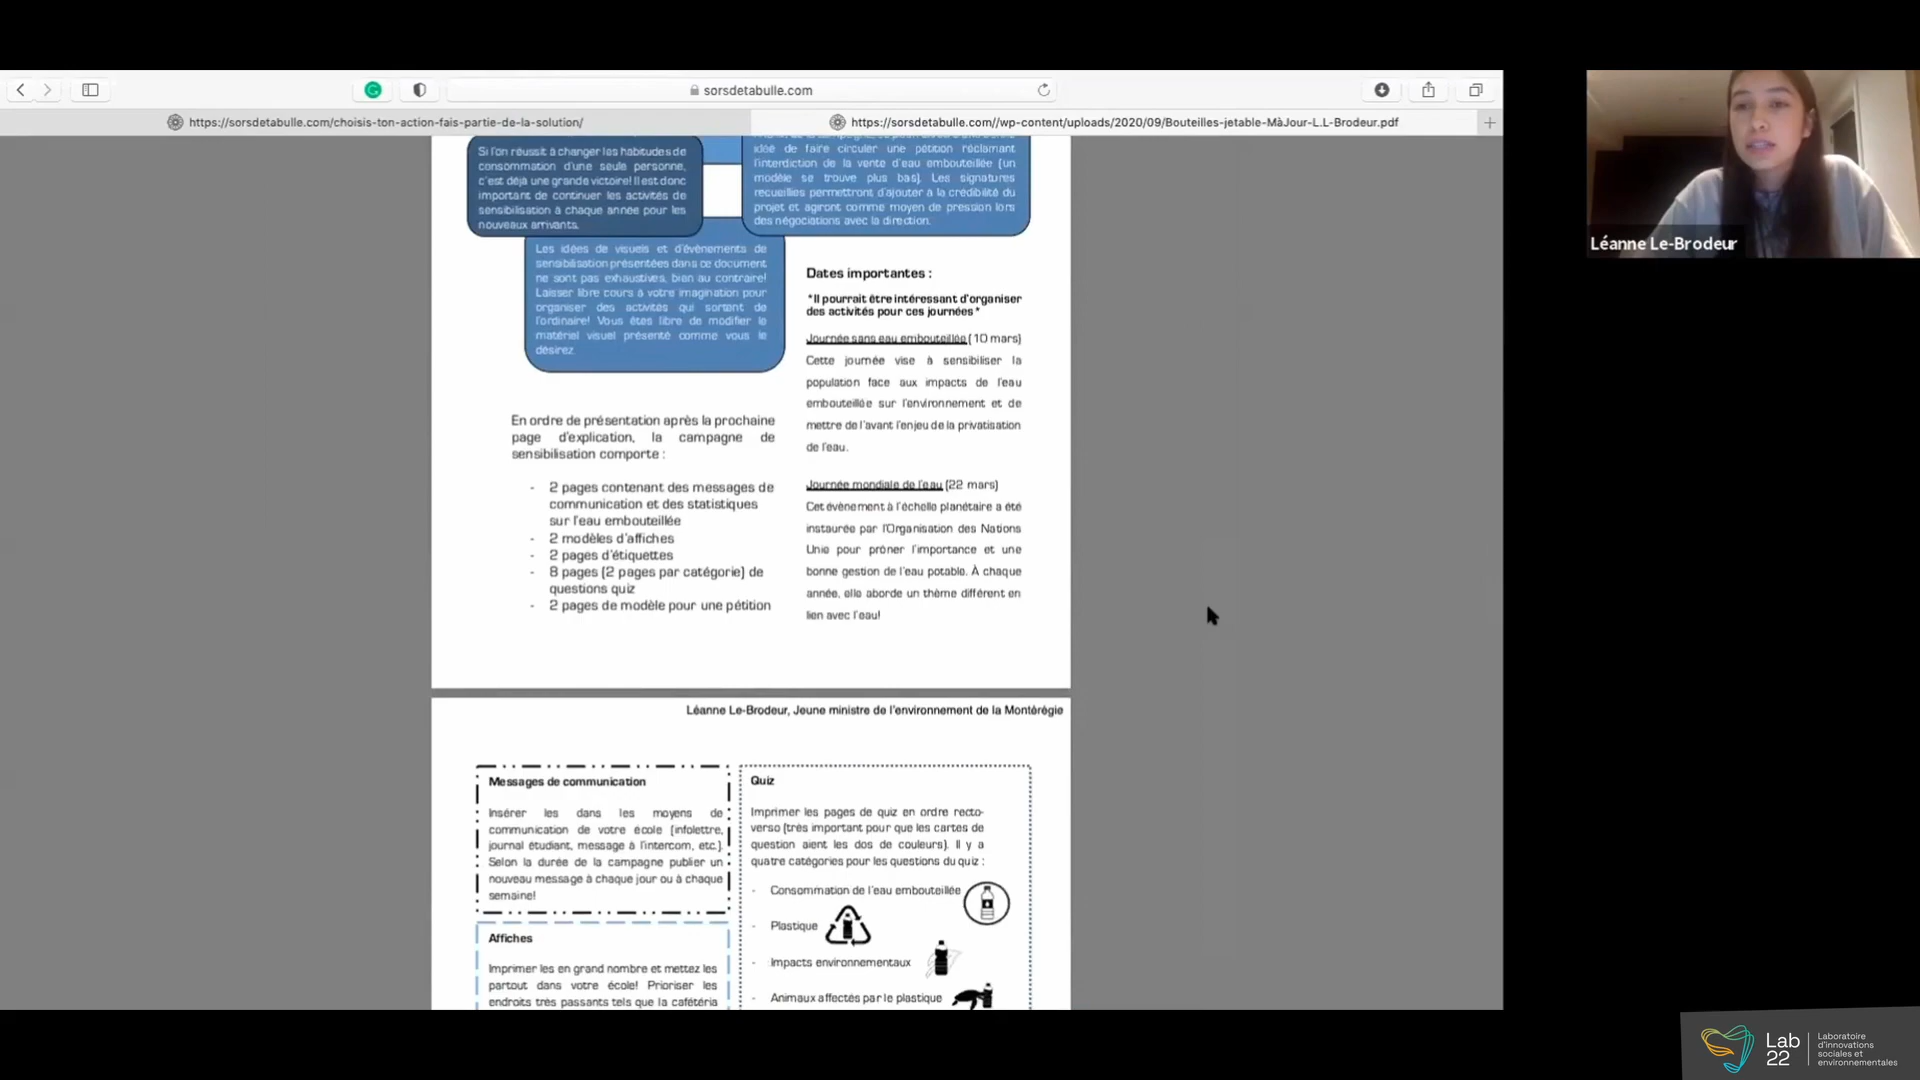 sorsdetabulle.com
https://sorsdetabulle.com/choisis-ton-action-fais-partie-de-la-solution/
https://sorsdetabulle.com//wp-content/uploads/2020/09/Bouteilles-jetable-MàJour-L.L-Brodeur.pdf
Si l'on réussit à changer les habitudes de
consommation d'une seule personne,
c'est déjà une grande victoire! Il est donc
important de continuer les activités de
sensibilisation à chaque année pour les
nouveaux arrivants.
idée de faire circuler une pétition réclamant
l'interdiction de la vente d'eau embouteillée (un
modèle se trouve plus bas). Les signatures
recueillies permettront d'ajouter à la crédibilité du
projet et agiront comme moyen de pression lors
des négociations avec la direction.
Les idées de visuels et d'évènements de
sensibilisation présentées dans ce document
ne sont pas exhaustives, bien au contraire!
Laisser libre cours à votre imagination pour
organiser des activités qui sortent de
l'ordinaire! Vous êtes libre de modifier le
matériel visuel présenté comme vous le
désirez.
En ordre de présentation après la prochaine
page d'explication, la campagne de
sensibilisation comporte :
- 2 pages contenant des messages de
communication et des statistiques
sur l'eau embouteillée
- 2 modèles d'affiches
- 2 pages d'étiquettes
- 8 pages (2 pages par catégorie) de
questions quiz
- 2 pages de modèle pour une pétition
Dates importantes :
*Il pourrait être intéressant d'organiser
des activités pour ces journées*
Journée sans eau embouteillée (10 mars)
Cette journée vise à sensibiliser la
population face aux impacts de l'eau
embouteillée sur l'environnement et de
mettre de l'avant l'enjeu de la privatisation
de l'eau.
Journée mondiale de l'eau (22 mars)
Cet évènement à l'échelle planétaire a été
instaurée par l'Organisation des Nations
Unie pour prôner l'importance et une
bonne gestion de l'eau potable. À chaque
année, elle aborde un thème différent en
lien avec l'eau!
Léanne Le-Brodeur, Jeune ministre de l'environnement de la Montérégie
Messages de communication
Insérer les dans les moyens de
communication de votre école (infolettre,
journal étudiant, message à l'intercom, etc.).
Selon la durée de la campagne publier un
nouveau message à chaque jour ou à chaque
semaine!
Affiches
Imprimer les en grand nombre et mettez les
partout dans votre école! Prioriser les
endroits très passants tels que la cafétéria
Quiz
Imprimer les pages de quiz en ordre recto-
verso (très important pour que les cartes de
question aient les dos de couleurs). Il y a
quatre catégories pour les questions du quiz :
- Consommation de l'eau embouteillée
- Plastique
- Impacts environnementaux
- Animaux affectés par le plastique
Léanne Le-Brodeur
Lab
22
Laboratoire
d'innovations
sociales et
environnementales